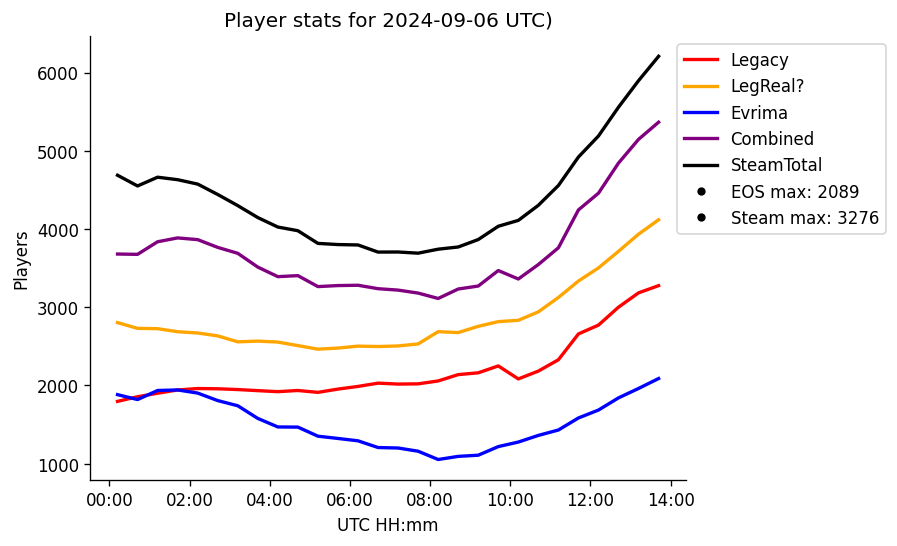 Player stats for 2024-09-06 UTC)
Legacy
LegReal?
Evrima
Combined
SteamTotal
EOS max: 2089
Steam max: 3276
Players
6000
5000
4000
3000
2000
1000
00:00 02:00 04:00 06:00 08:00 10:00 12:00 14:00
UTC HH:mm